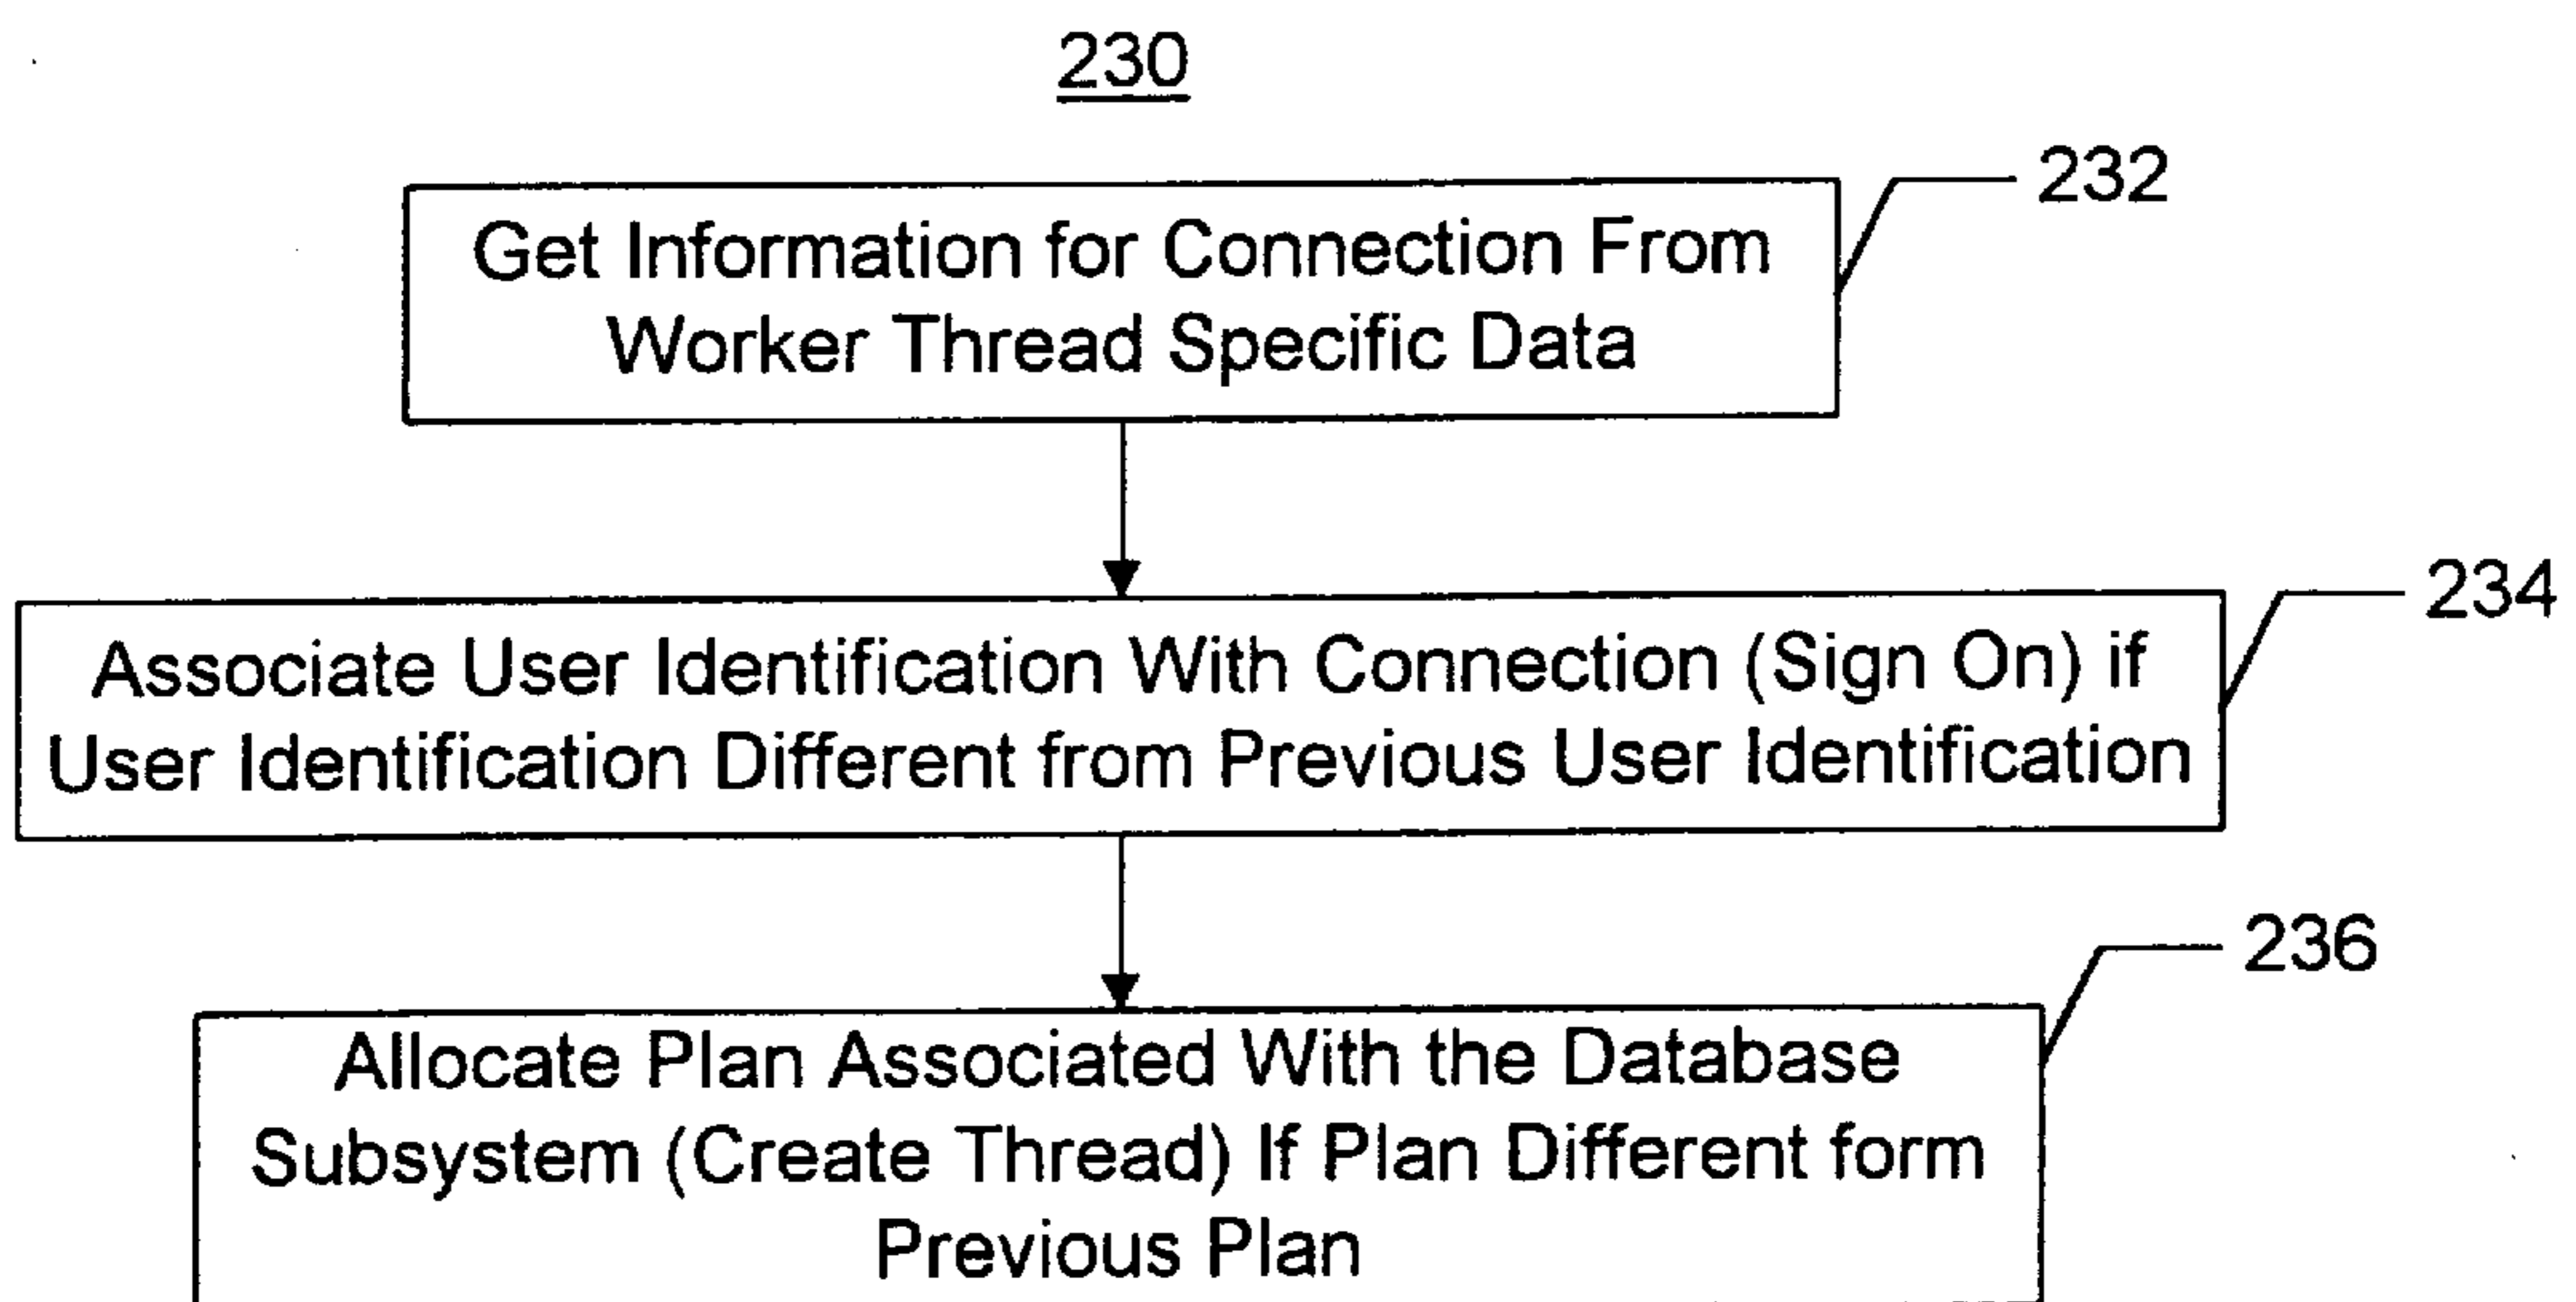 230
232
Get Information for Connection From
Worker Thread Specific Data
234
Associate User Identification With Connection (Sign On) if
User Identification Different from Previous User Identification
236
Allocate Plan Associated With the Database
Subsystem (Create Thread) If Plan Different form
Previous Plan